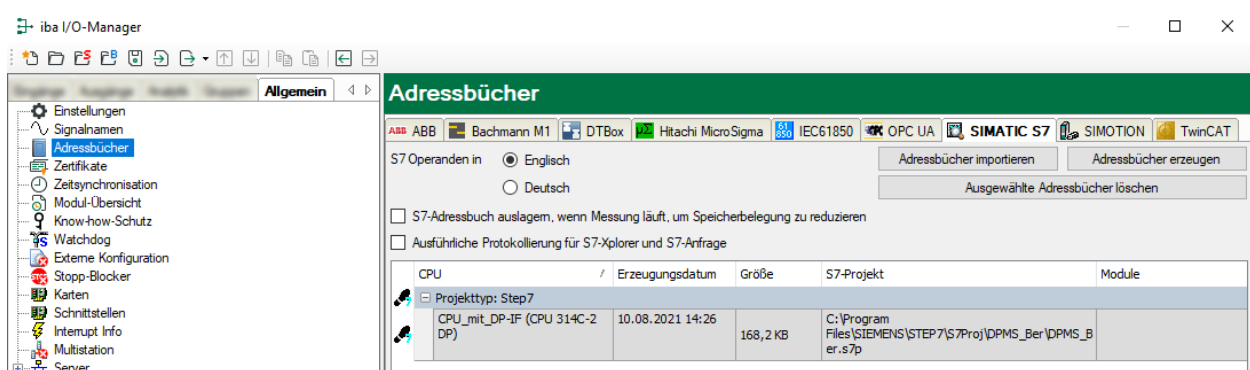 iba I/O-Manager
Allgemein
Adressbücher
Einstellungen
Signalnamen
Adressbücher
Zertifikate
Zeitsynchronisation
Modul-Übersicht
Know-how-Schutz
Watchdog
Externe Konfiguration
Stopp-Blocker
Karten
Schnittstellen
Interrupt Info
Multistation
Server
ABB ABB Bachmann M1 DTBox µΣ Hitachi MicroSigma 61 850 IEC61850 OPC UA SIMATIC S7 SIMOTION TwinCAT
S7 Operanden in Englisch Adressbücher importieren Adressbücher erzeugen
Deutsch Ausgewählte Adressbücher löschen
S7-Adressbuch auslagern, wenn Messung läuft, um Speicherbelegung zu reduzieren
Ausführliche Protokollierung für S7-Xplorer und S7-Anfrage
CPU / Erzeugungsdatum Größe S7-Projekt Module
Projekttyp: Step7
CPU_mit_DP-IF (CPU 314C-2 DP) 10.08.2021 14:26 168,2 KB C:\Program
Files\SIEMENS\STEP7\S7Proj\DPMS_Ber\DPMS_B
er.s7p